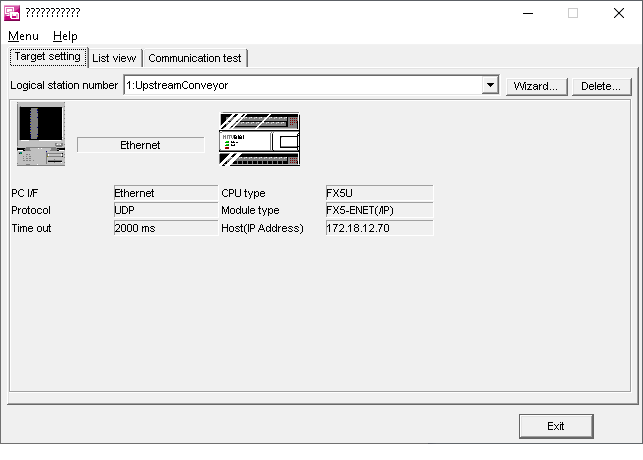 ???????????
Menu Help
Target setting List view Communication test
Logical station number 1:UpstreamConveyor Wizard... Delete...
Ethernet
PC I/F Ethernet CPU type FX5U
Protocol UDP Module type FX5-ENET(/IP)
Time out 2000 ms Host(IP Address) 172.18.12.70
Exit